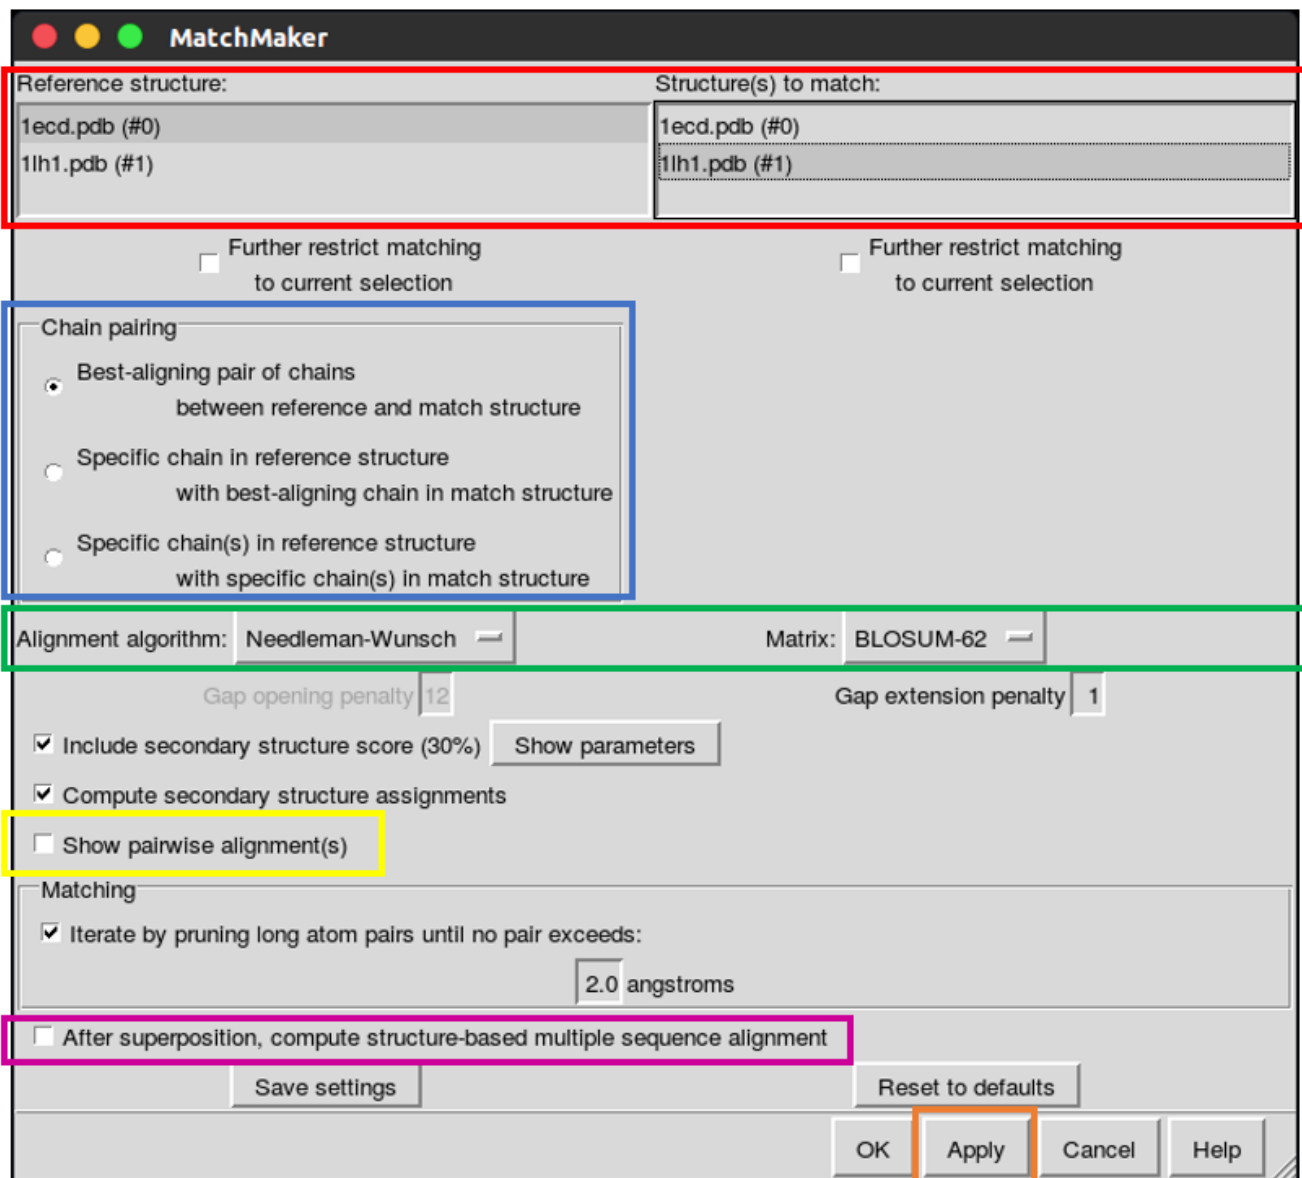 MatchMaker
Reference structure:
Structure(s) to match:
1ecd.pdb (#0)
1lh1.pdb (#1)
1ecd.pdb (#0)
1lh1.pdb (#1)
Further restrict matching
to current selection
Further restrict matching
to current selection
Chain pairing
Best-aligning pair of chains
between reference and match structure
Specific chain in reference structure
with best-aligning chain in match structure
Specific chain(s) in reference structure
with specific chain(s) in match structure
Alignment algorithm: Needleman-Wunsch
Matrix: BLOSUM-62
Gap opening penalty 12
Gap extension penalty 1
Include secondary structure score (30%) Show parameters
Compute secondary structure assignments
Show pairwise alignment(s)
Matching
Iterate by pruning long atom pairs until no pair exceeds:
2.0 angstroms
After superposition, compute structure-based multiple sequence alignment
Save settings
Reset to defaults
OK Apply Cancel Help